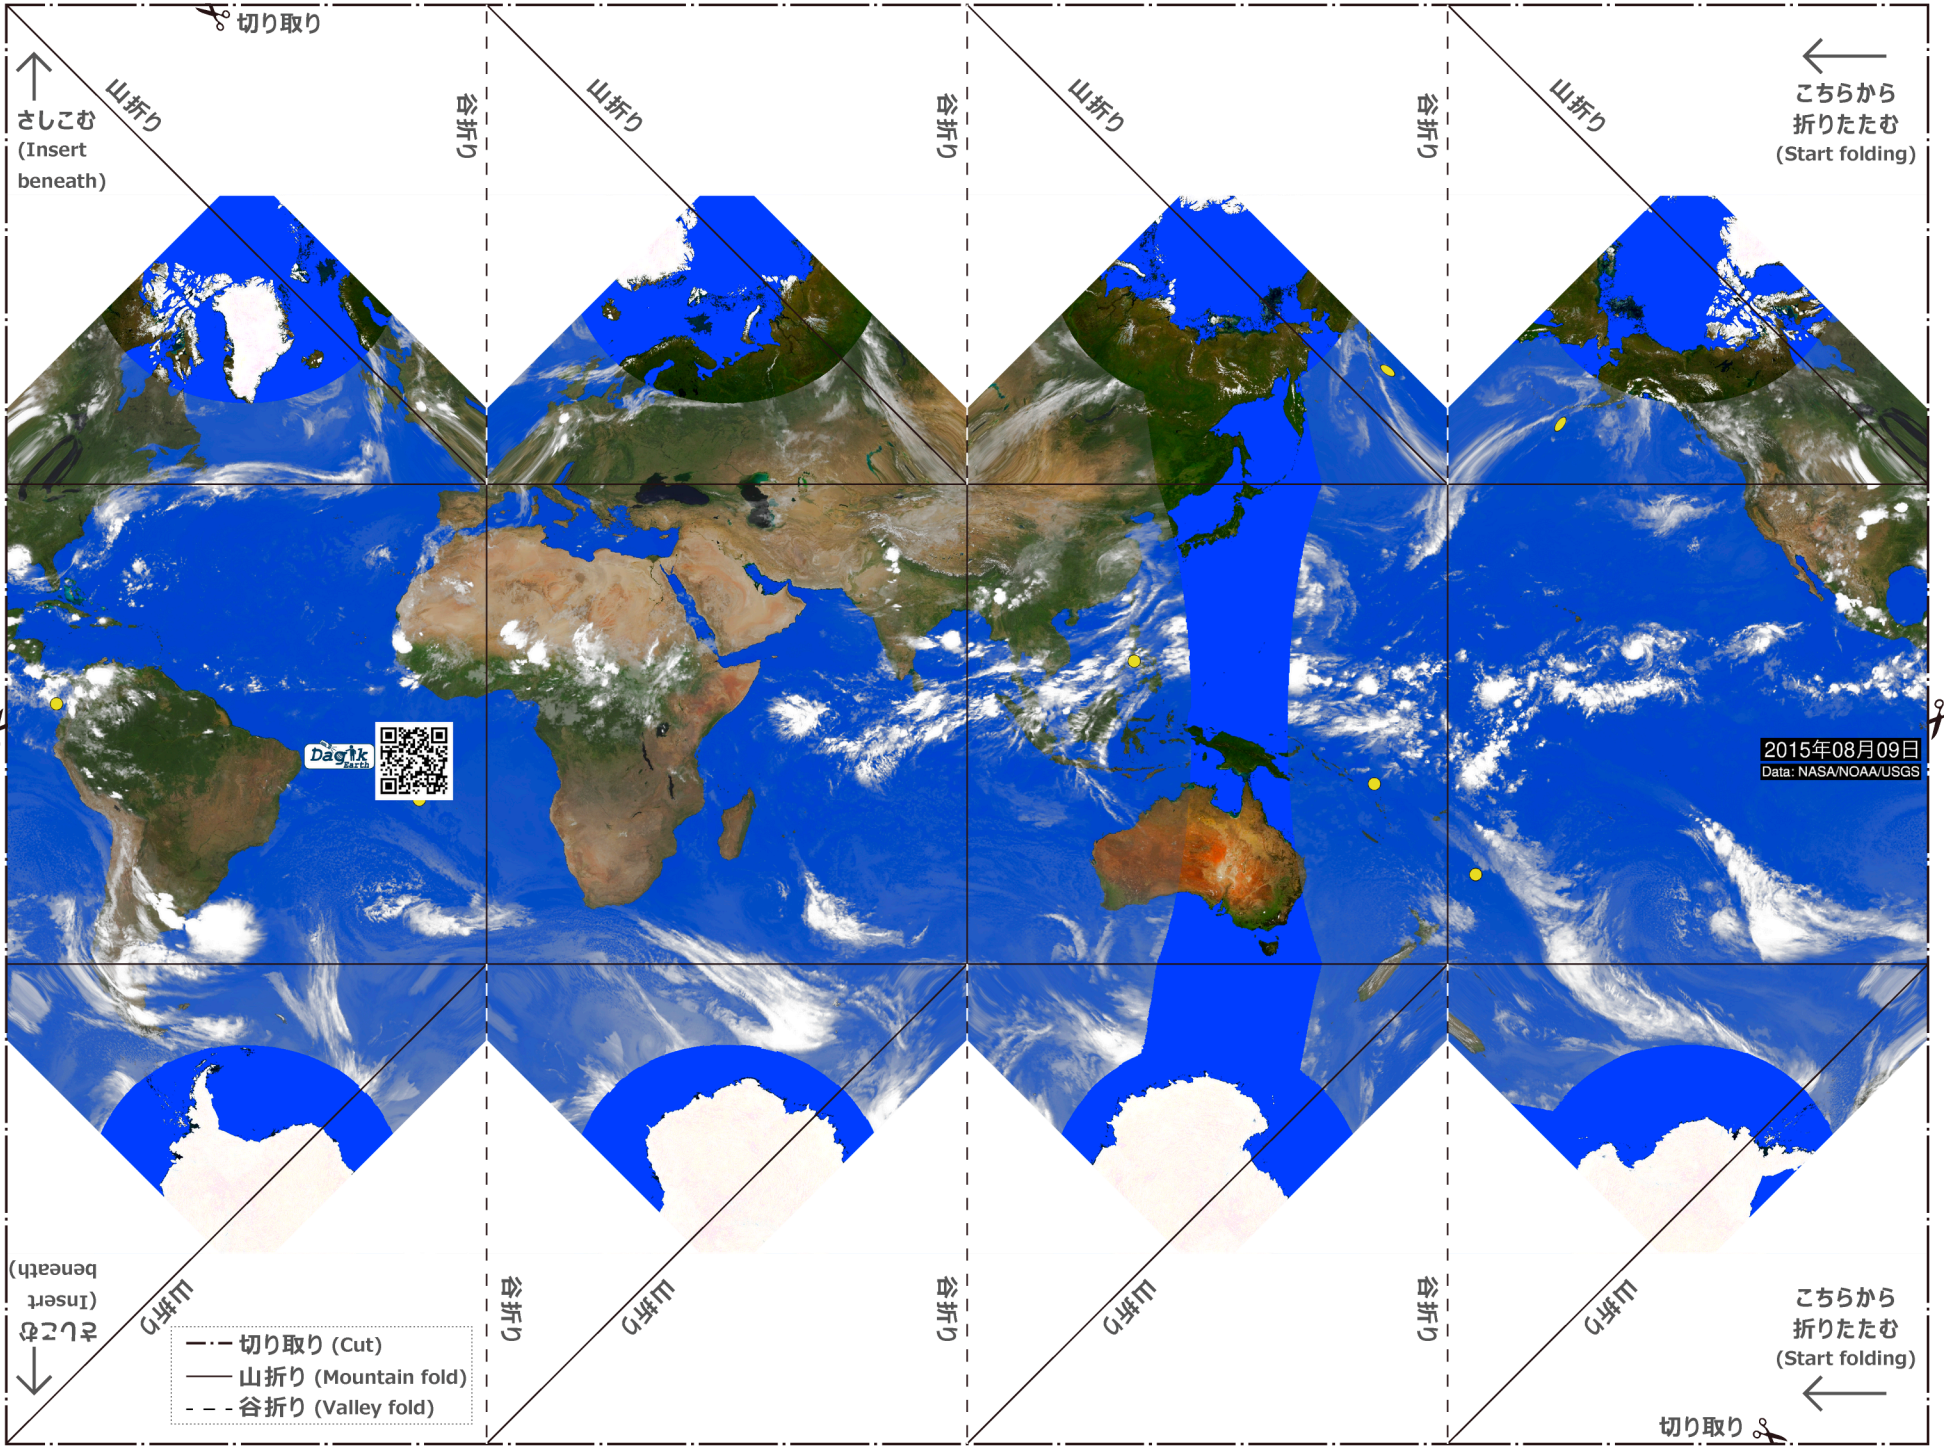 切り取り
山折り
谷折り
山折り
谷折り
山折り
谷折り
山折り
さしこむ
(Insert
beneath)
こちらから
折りたたむ
(Start folding)
Dagik
Earth
2015年08月09日
Data: NASA/NOAA/USGS
さしこむ
(Insert
beneath)
山折り
谷折り
山折り
谷折り
山折り
谷折り
山折り
こちらから
折りたたむ
(Start folding)
切り取り (Cut)
山折り (Mountain fold)
谷折り (Valley fold)
切り取り